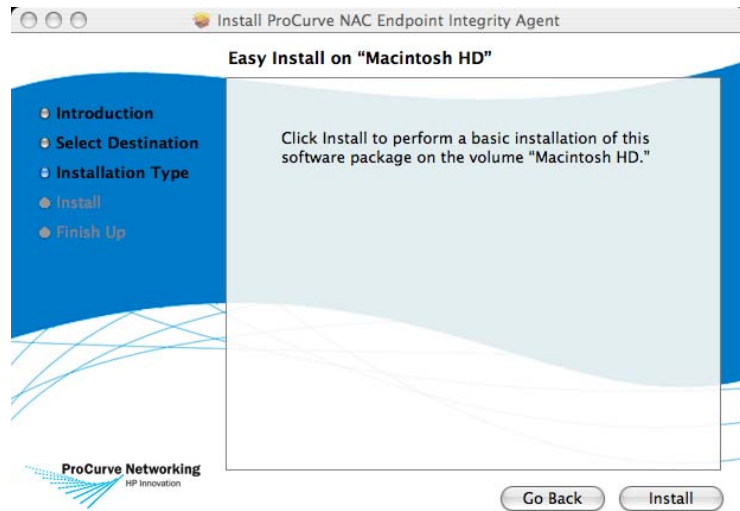 Install ProCurve NAC Endpoint Integrity Agent
Easy Install on “Macintosh HD”
Introduction
Select Destination
Installation Type
Install
Finish Up
Click Install to perform a basic installation of this
software package on the volume “Macintosh HD.”
ProCurve Networking
HP Innovation
Go Back
Install